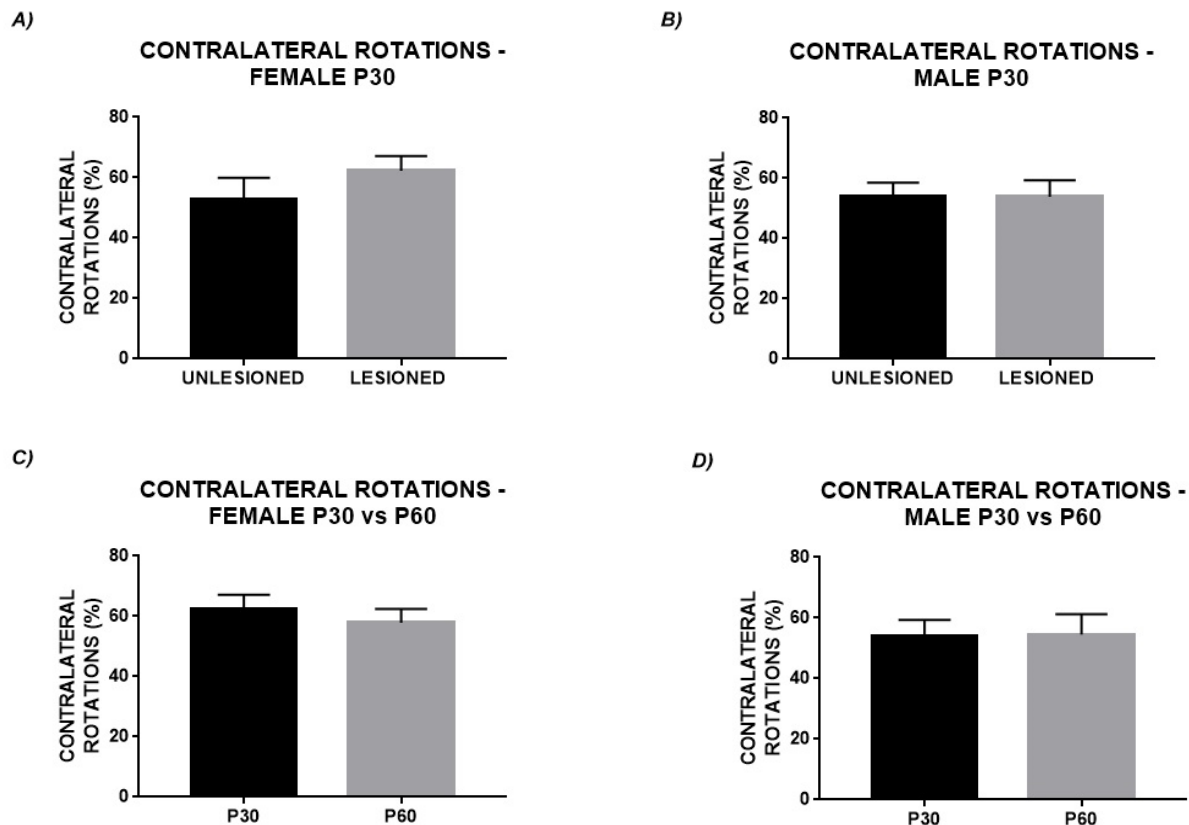 A)
CONTRALATERAL ROTATIONS -
FEMALE P30
CONTRALATERAL
ROTATIONS (%)
80
60
40
20
0
UNLESIONED
LESIONED
B)
CONTRALATERAL ROTATIONS -
MALE P30
CONTRALATERAL
ROTATIONS (%)
80
60
40
20
0
UNLESIONED
LESIONED
C)
CONTRALATERAL ROTATIONS -
FEMALE P30 vs P60
CONTRALATERAL
ROTATIONS (%)
80
60
40
20
0
P30
P60
D)
CONTRALATERAL ROTATIONS -
MALE P30 vs P60
CONTRALATERAL
ROTATIONS (%)
80
60
40
20
0
P30
P60